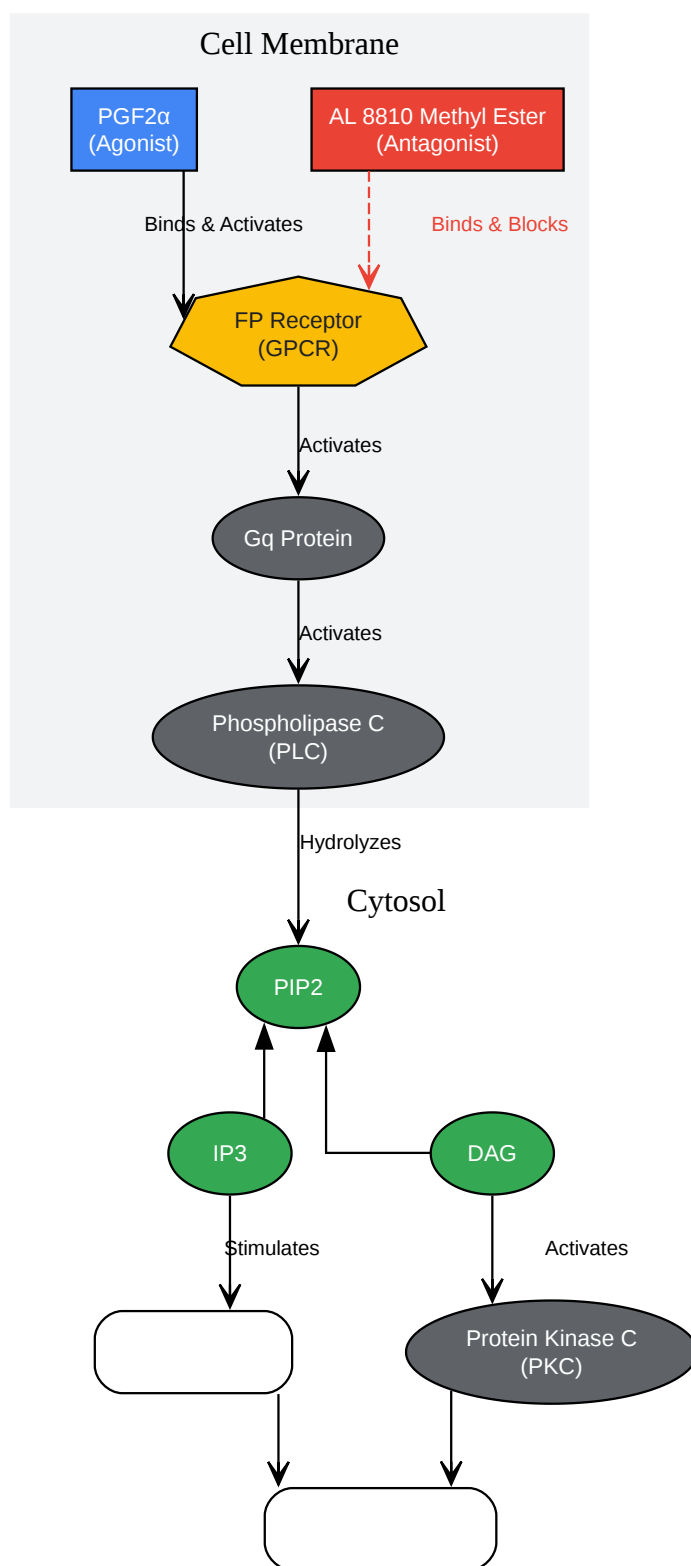 Cell Membrane
PGF2α
(Agonist)
AL 8810 Methyl Ester
(Antagonist)
Binds & Activates
Binds & Blocks
FP Receptor
(GPCR)
Activates
Gq Protein
Activates
Phospholipase C
(PLC)
Hydrolyzes
Cytosol
PIP2
IP3
DAG
Stimulates
Activates
Protein Kinase C
(PKC)